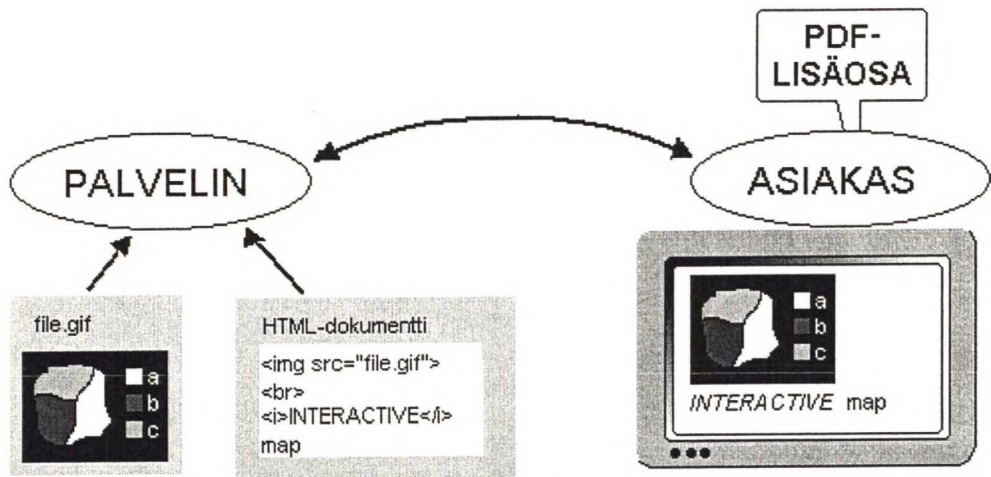 PDF-
LISÄOSA
PALVELIN
ASIAKAS
file.gif
a
b
c
HTML-dokumentti
<img src="file.gif">
<br>
<i>INTERACTIVE</i>
map
a
b
c
INTERACTIVE map